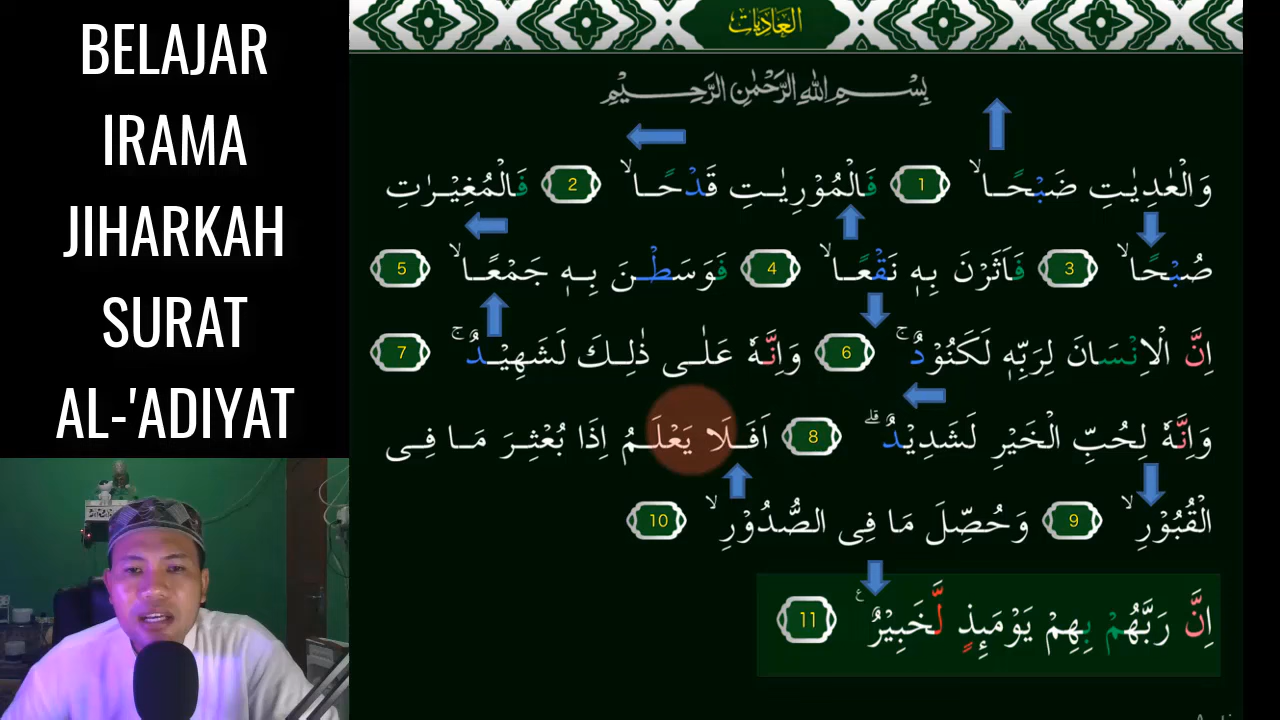 BELAJAR
IRAMA
JIHARKAH
SURAT
AL-'ADIYAT
العاديات
بِسْمِ اللّٰهِ الرَّحْمٰنِ الرَّحِيْمِ
وَالْعٰدِيٰتِ ضَبْحًاۙ 1 فَالْمُوْرِيٰتِ قَدْحًاۙ 2 فَالْمُغِيْرٰتِ
صُبْحًاۙ 3 فَاَثَرْنَ بِهٖ نَقْعًاۙ 4 فَوَسَطْنَ بِهٖ جَمْعًاۙ 5
اِنَّ الْاِنْسَانَ لِرَبِّهٖ لَكَنُوْدٌۚ 6 وَاِنَّهٗ عَلٰى ذٰلِكَ لَشَهِيْدٌۚ 7
وَاِنَّهٗ لِحُبِّ الْخَيْرِ لَشَدِيْدٌۗ 8 اَفَلَا يَعْلَمُ اِذَا بُعْثِرَ مَا فِى
الْقُبُوْرِۙ 9 وَحُصِّلَ مَا فِى الصُّدُوْرِۙ 10
اِنَّ رَبَّهُمْ بِهِمْ يَوْمَىِٕذٍ لَّخَبِيْرٌ ࣖ 11